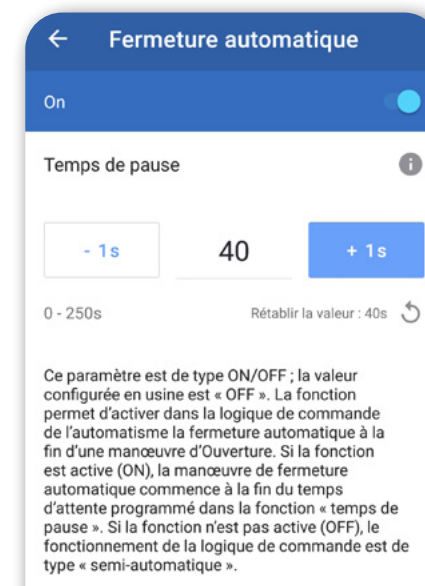 Fermeture automatique
On
Temps de pause
- 1s
40
+ 1s
0 - 250s
Rétablir la valeur : 40s
Ce paramètre est de type ON/OFF ; la valeur
configurée en usine est « OFF ». La fonction
permet d'activer dans la logique de commande
de l'automatisme la fermeture automatique à la
fin d'une manœuvre d'Ouverture. Si la fonction
est active (ON), la manœuvre de fermeture
automatique commence à la fin du temps
d'attente programmé dans la fonction « temps de
pause ». Si la fonction n'est pas active (OFF), le
fonctionnement de la logique de commande est de
type « semi-automatique ».